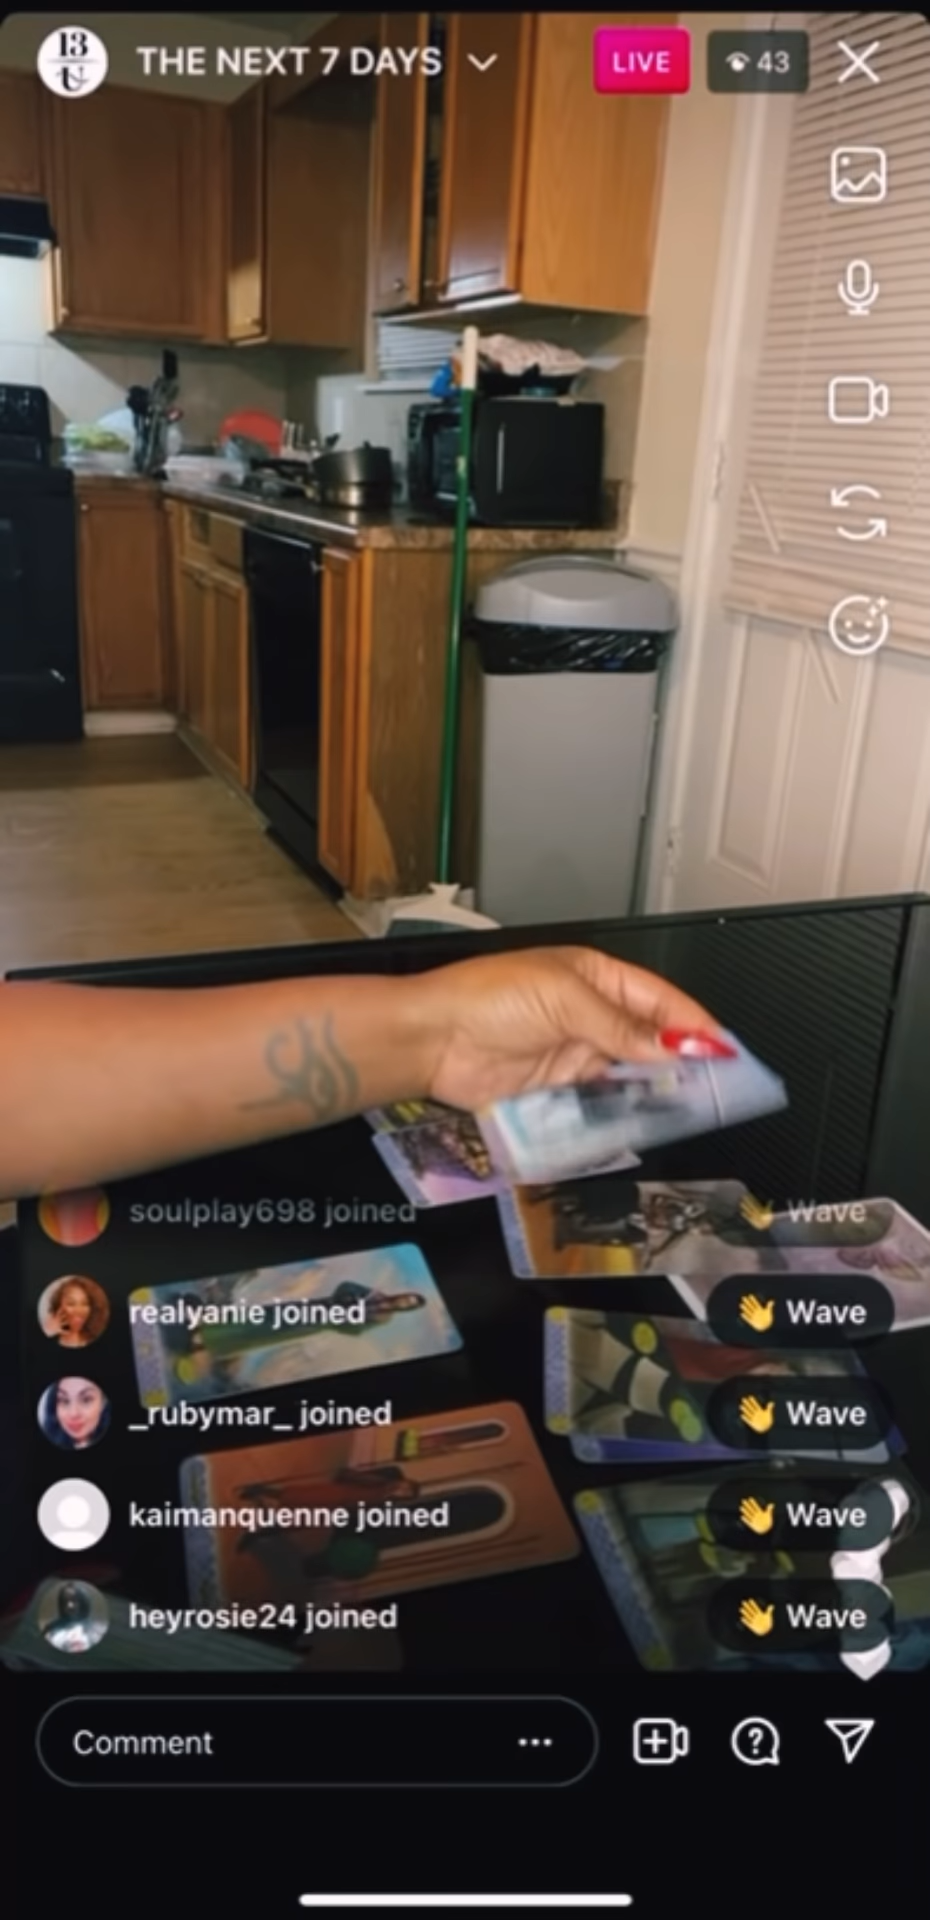 13
U
THE NEXT 7 DAYS
LIVE
43
soulplay698 joined
Wave
realyanie joined
Wave
_rubymar_ joined
Wave
kaimanquenne joined
Wave
heyrosie24 joined
Wave
Comment